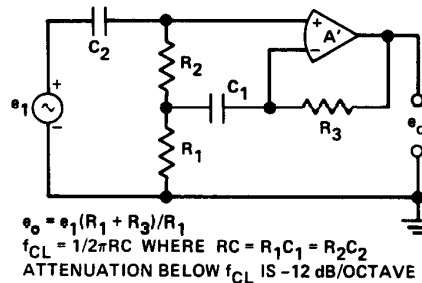 C2
R2
C1
A'
+
−
+
e1
−
R3
eo
R1
eo = e1(R1 + R3)/R1
fCL = 1/2πRC WHERE RC = R1C1 = R2C2
ATTENUATION BELOW fCL IS -12 dB/OCTAVE